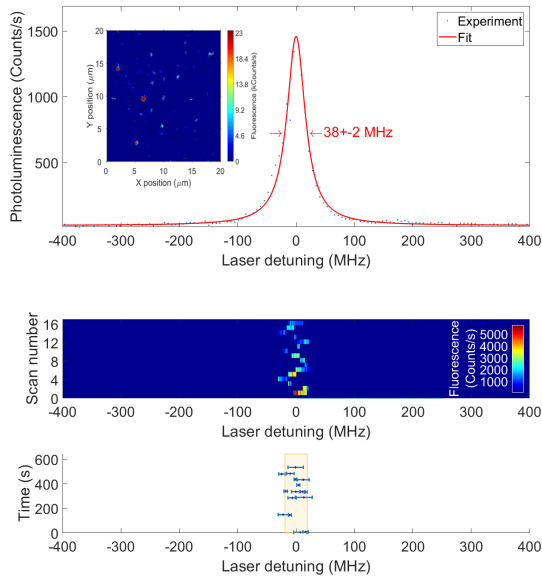 1500
1000
500
Photoluminescence (Counts/s)
Experiment
Fit
38+-2 MHz
20
15
10
5
0
Y position (μm)
0 5 10 15 20
X position (μm)
23
18.4
13.8
9.2
4.6
0
Fluorescence (kCounts/s)
-400 -300 -200 -100 0 100 200 300 400
Laser detuning (MHz)
16
12
8
4
0
Scan number
Fluorescence
(Counts/s)
5000
4000
3000
2000
1000
-400 -300 -200 -100 0 100 200 300 400
Laser detuning (MHz)
600
400
200
0
Time (s)
-400 -300 -200 -100 0 100 200 300 400
Laser detuning (MHz)